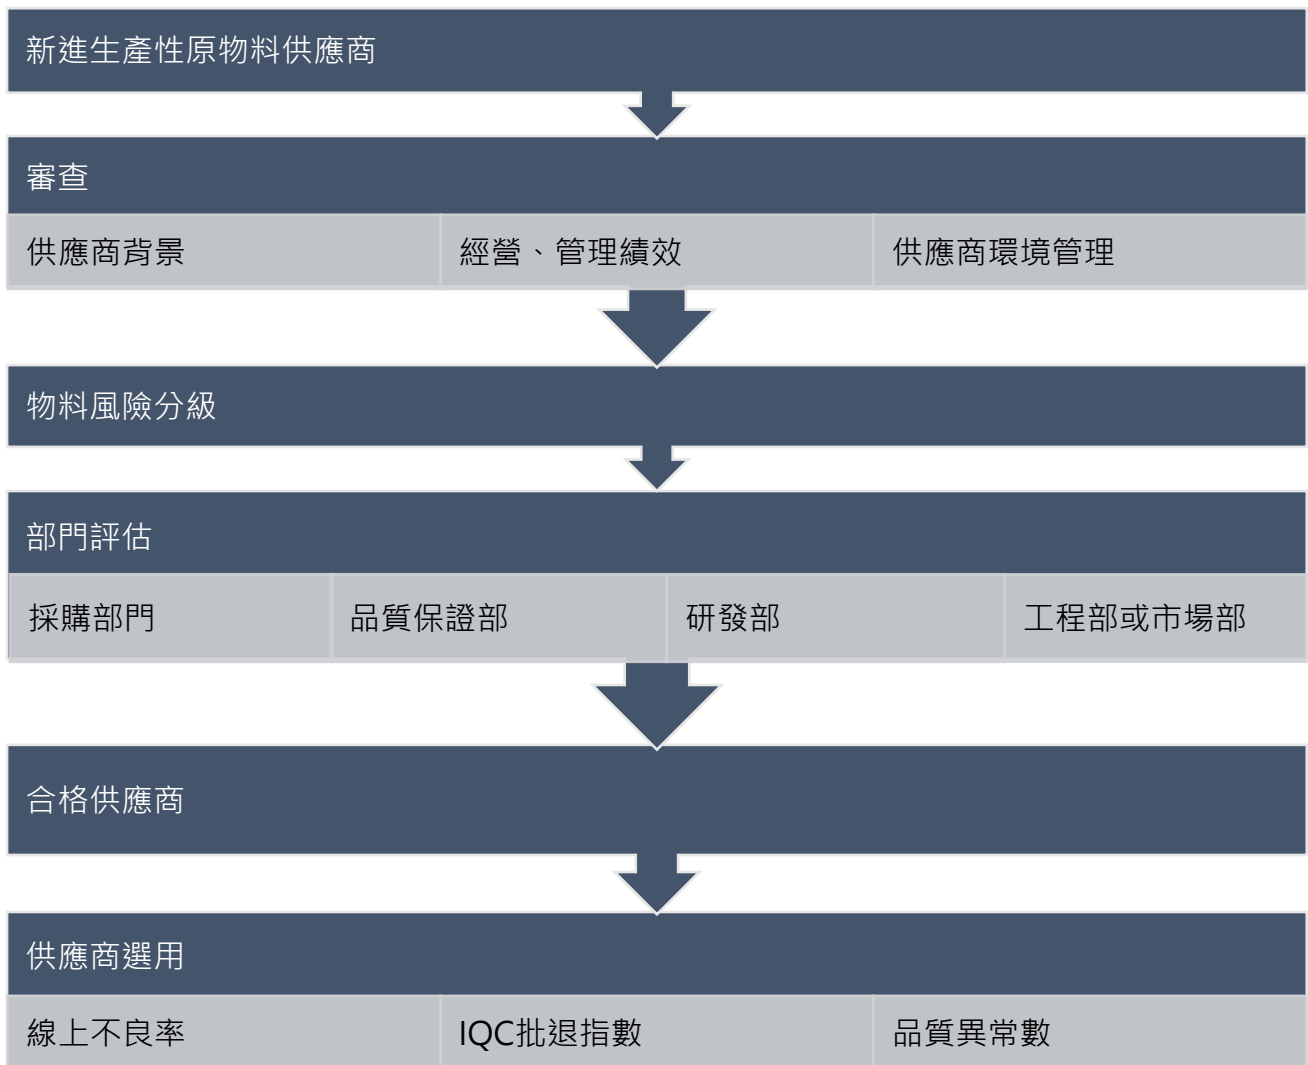 新進生產性原物料供應商
審查
供應商背景
經營、管理績效
供應商環境管理
物料風險分級
部門評估
採購部門
品質保證部
研發部
工程部或市場部
合格供應商
供應商選用
線上不良率
IQC批退指數
品質異常數